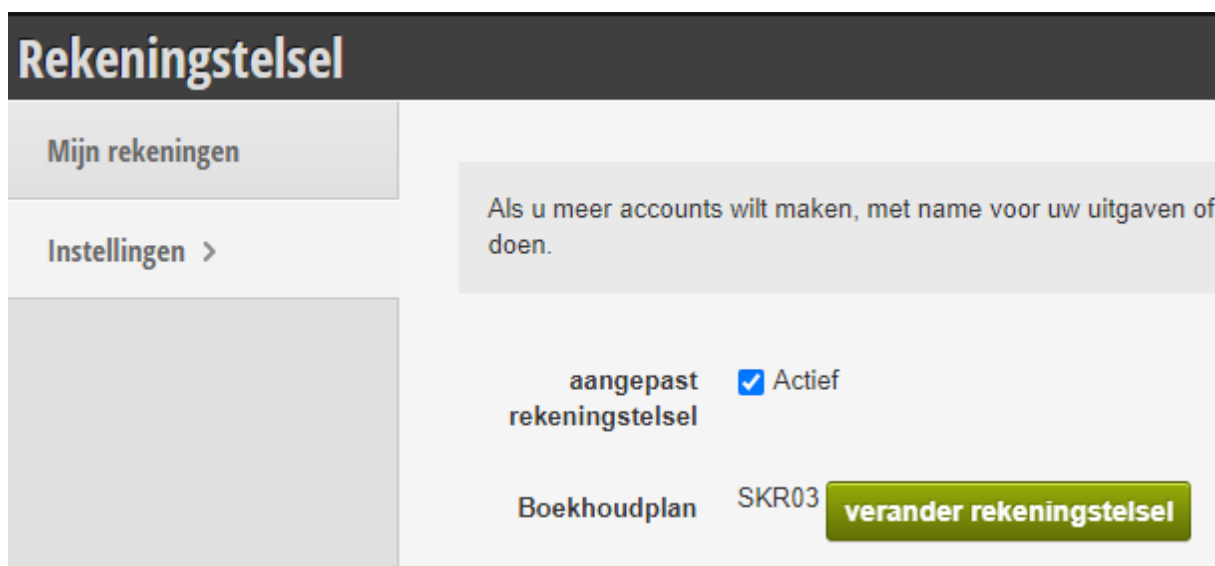 Rekeningstelsel
Mijn rekeningen
Instellingen >
Als u meer accounts wilt maken, met name voor uw uitgaven of
doen.
aangepast
rekeningstelsel
Actief
Boekhoudplan
SKR03
verander rekeningstelsel